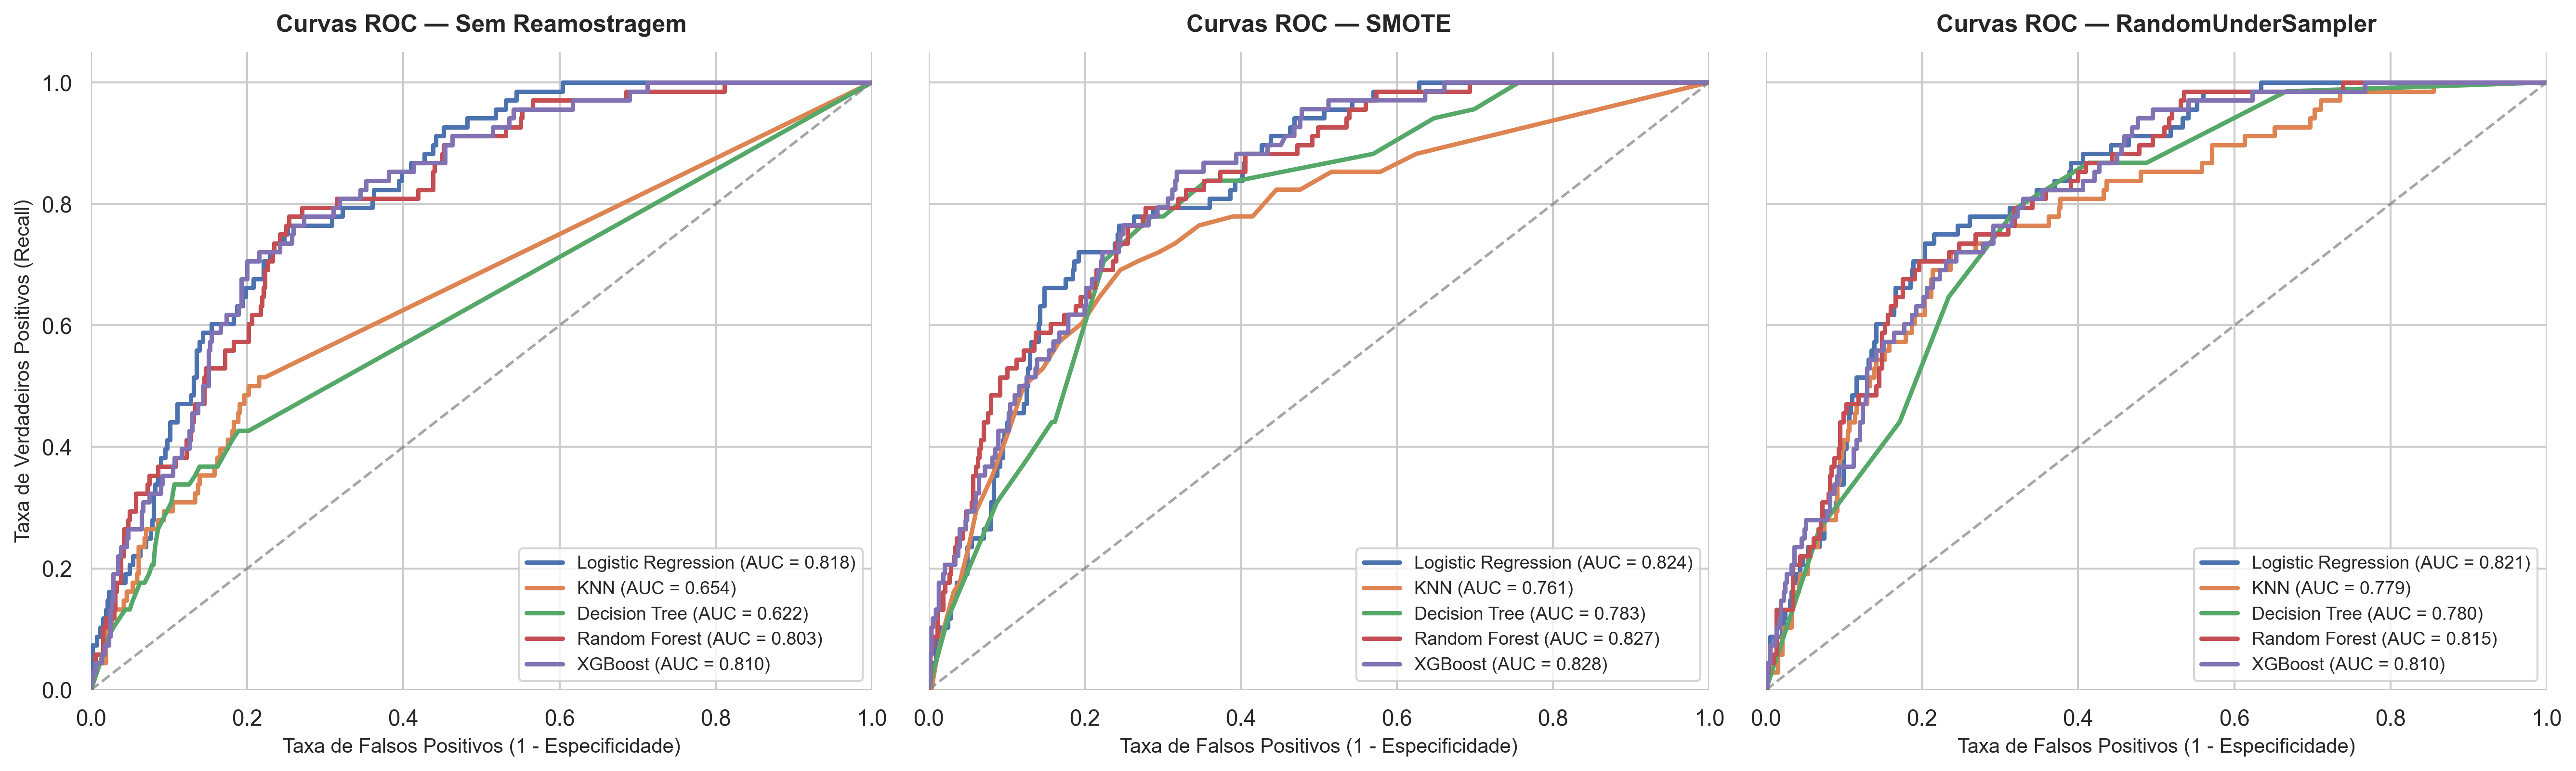 Curvas ROC — Sem Reamostragem
Taxa de Verdadeiros Positivos (Recall)
1.0
0.8
0.6
0.4
0.2
0.0
Logistic Regression (AUC = 0.818)
KNN (AUC = 0.654)
Decision Tree (AUC = 0.622)
Random Forest (AUC = 0.803)
XGBoost (AUC = 0.810)
0.0 0.2 0.4 0.6 0.8 1.0
Taxa de Falsos Positivos (1 - Especificidade)
Curvas ROC — SMOTE
Logistic Regression (AUC = 0.824)
KNN (AUC = 0.761)
Decision Tree (AUC = 0.783)
Random Forest (AUC = 0.827)
XGBoost (AUC = 0.828)
0.0 0.2 0.4 0.6 0.8 1.0
Taxa de Falsos Positivos (1 - Especificidade)
Curvas ROC — RandomUnderSampler
Logistic Regression (AUC = 0.821)
KNN (AUC = 0.779)
Decision Tree (AUC = 0.780)
Random Forest (AUC = 0.815)
XGBoost (AUC = 0.810)
0.0 0.2 0.4 0.6 0.8 1.0
Taxa de Falsos Positivos (1 - Especificidade)